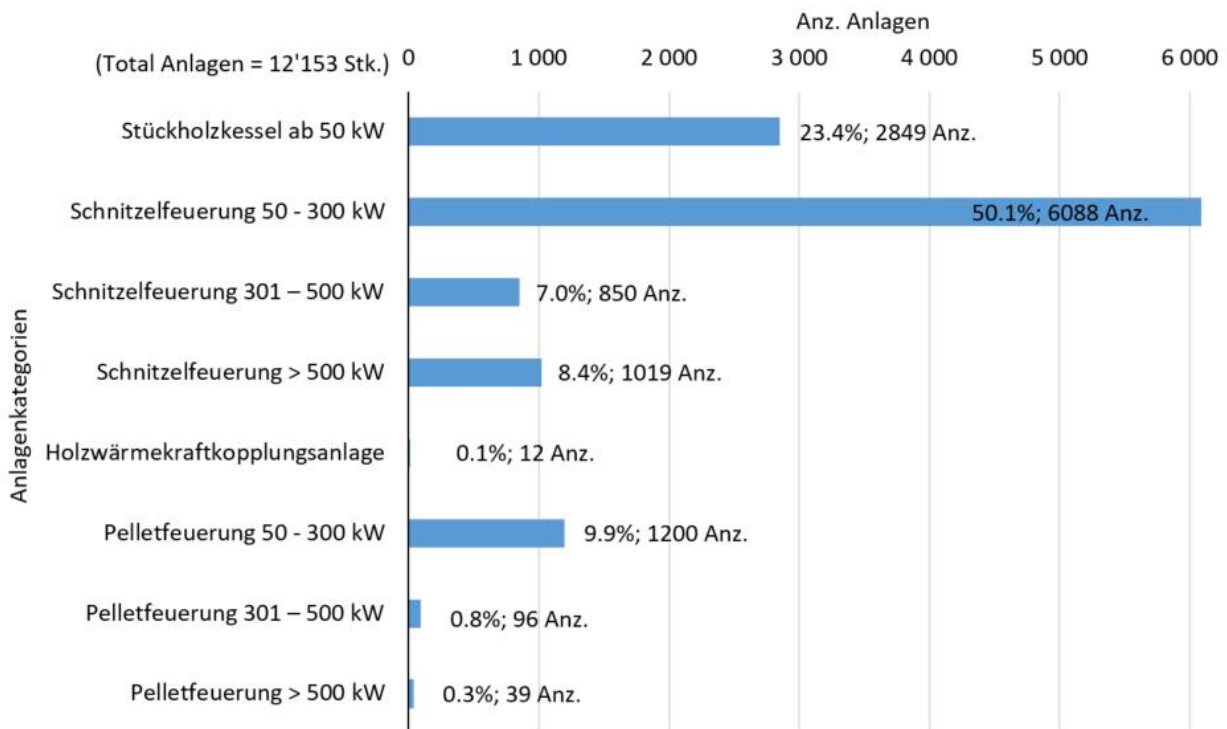 Anz. Anlagen
(Total Anlagen = 12'153 Stk.) 0 1 000 2 000 3 000 4 000 5 000 6 000
Stückholzkessel ab 50 kW 23.4%; 2849 Anz.
Schnitzelfeuerung 50 - 300 kW 50.1%; 6088 Anz.
Schnitzelfeuerung 301 – 500 kW 7.0%; 850 Anz.
Schnitzelfeuerung > 500 kW 8.4%; 1019 Anz.
Holzwärmekraftkopplungsanlage 0.1%; 12 Anz.
Pelletfeuerung 50 - 300 kW 9.9%; 1200 Anz.
Pelletfeuerung 301 – 500 kW 0.8%; 96 Anz.
Pelletfeuerung > 500 kW 0.3%; 39 Anz.
Anlagenkategorien